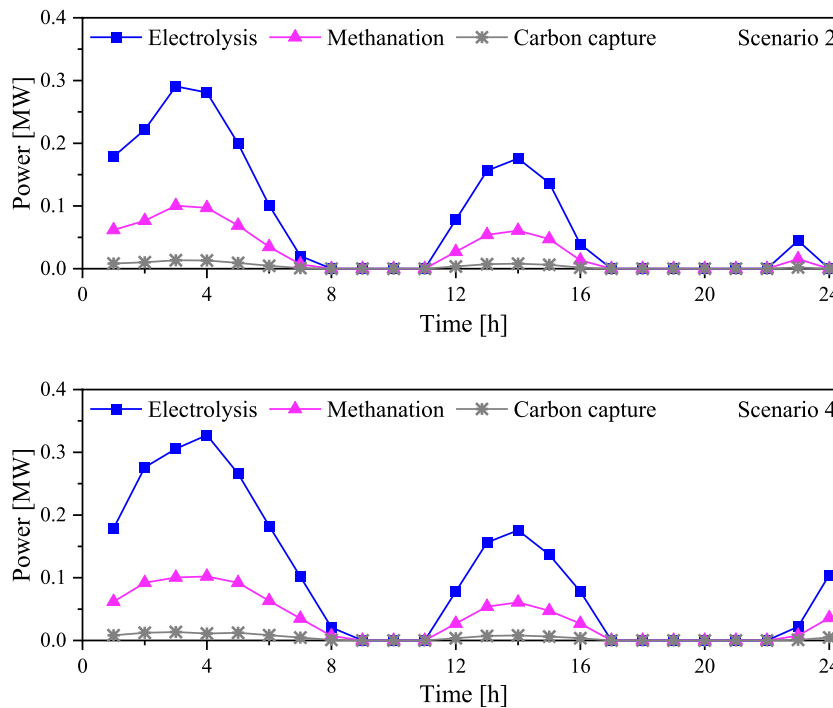 0.4
Electrolysis Methanation Carbon capture Scenario 2
0.3
0.2
0.1
0.0
Power [MW]
0 4 8 12 16 20 24
Time [h]
0.4
Electrolysis Methanation Carbon capture Scenario 4
0.3
0.2
0.1
0.0
Power [MW]
0 4 8 12 16 20 24
Time [h]